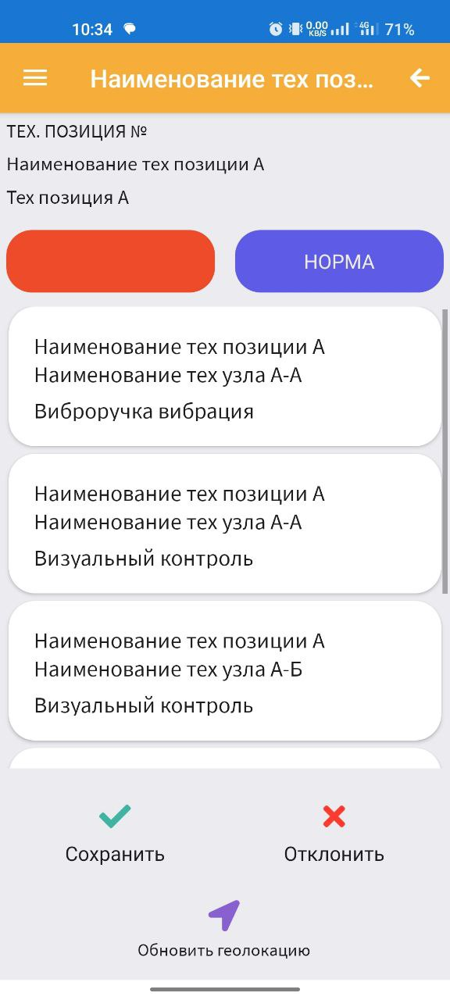 10:34
0.00
KB/S
4G
71%
Наименование тех поз...
ТЕХ. ПОЗИЦИЯ №
Наименование тех позиции А
Тех позиция А
НОРМА
Наименование тех позиции А
Наименование тех узла А-А
Виброручка вибрация
Наименование тех позиции А
Наименование тех узла А-А
Визуальный контроль
Наименование тех позиции А
Наименование тех узла А-Б
Визуальный контроль
Сохранить
Отклонить
Обновить геолокацию